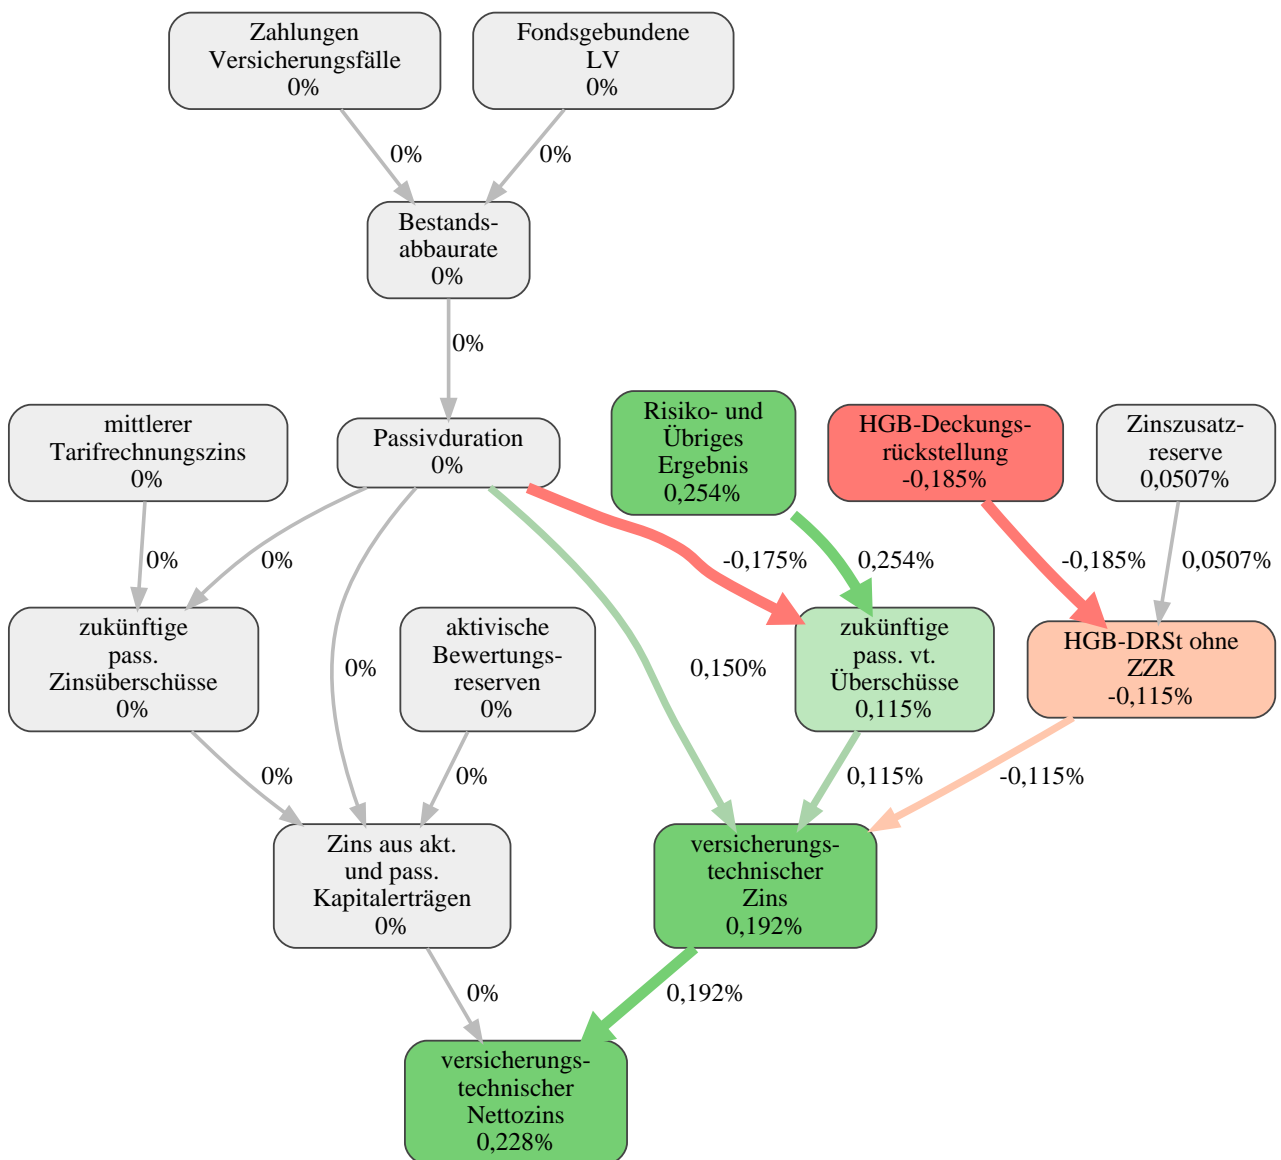 Zahlungen
Versicherungsfälle
0%
Fondsgebundene
LV
0%
0%
0%
Bestands-
abbaurate
0%
0%
mittlerer
Tarifrechnungszins
0%
Passivduration
0%
Risiko- und
Übriges
Ergebnis
0,254%
HGB-Deckungs-
rückstellung
-0,185%
Zinszusatz-
reserve
0,0507%
0%
0%
-0,175%
0,254%
-0,185%
0,0507%
zukünftige
pass.
Zinsüberschüsse
0%
0%
aktivische
Bewertungs-
reserven
0%
0,150%
zukünftige
pass. vt.
Überschüsse
0,115%
HGB-DRSt ohne
ZZR
-0,115%
0%
0%
0,115%
-0,115%
Zins aus akt.
und pass.
Kapitalerträgen
0%
versicherungs-
technischer
Zins
0,192%
0%
0,192%
versicherungs-
technischer
Nettozins
0,228%